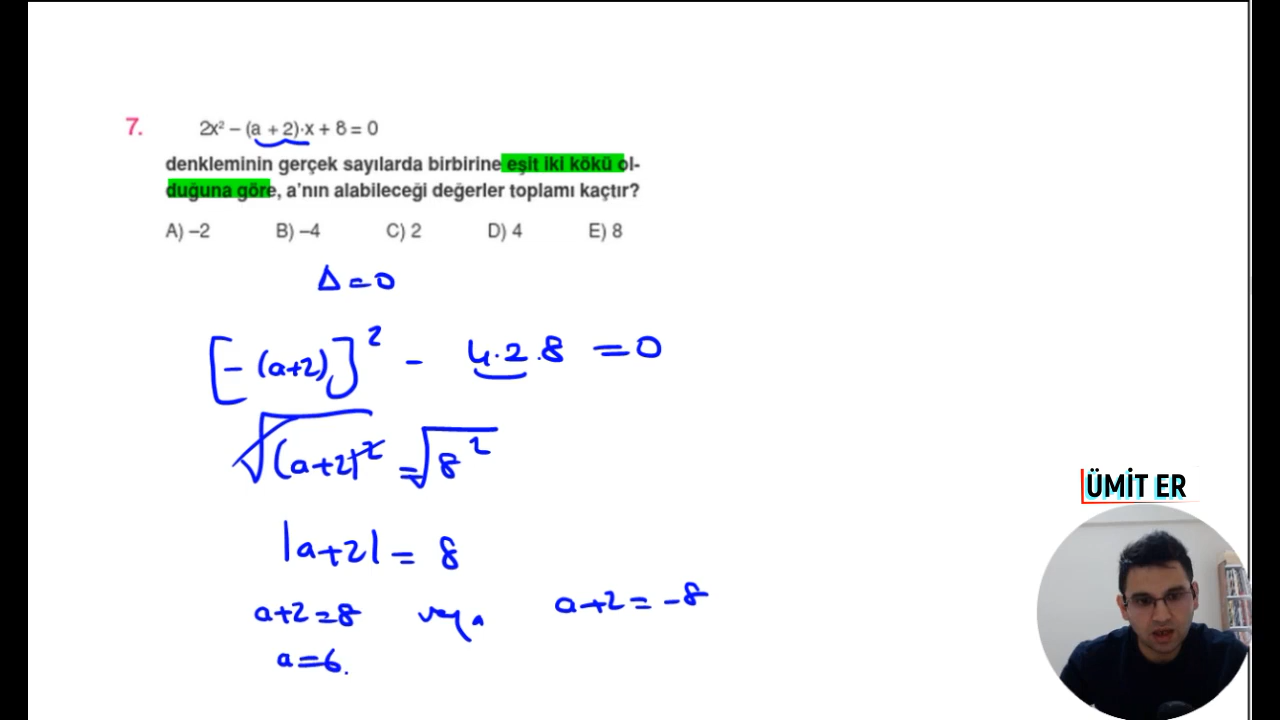 7. 2x² – (a + 2)·x + 8 = 0
denkleminin gerçek sayılarda birbirine eşit iki kökü ol-
duğuna göre, a’nın alabileceği değerler toplamı kaçtır?
A) –2 B) –4 C) 2 D) 4 E) 8
Δ = 0
[-(a+2)]² - 4.2.8 = 0
√(a+2)² = √8²
ÜMİT ER
|a+2| = 8
a+2=8 veya a+2=-8
a=6.